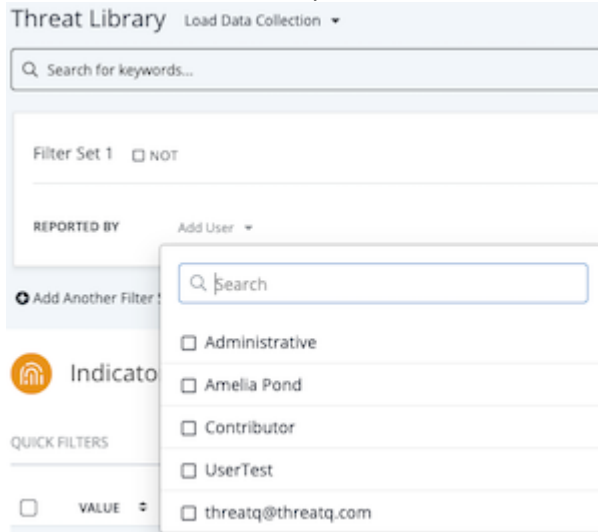 Threat Library Load Data Collection
Search for keywords...
Filter Set 1 NOT
REPORTED BY Add User
Search
Add Another Filter
Administrative
Indicato
Amelia Pond
Contributor
QUICK FILTERS
UserTest
VALUE
threatq@threatq.com